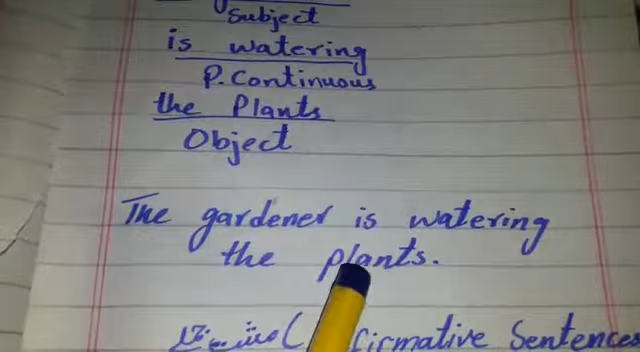 Subject
is watering
P. Continuous
the Plants
Object
The gardener is watering
the plants.
Sentences